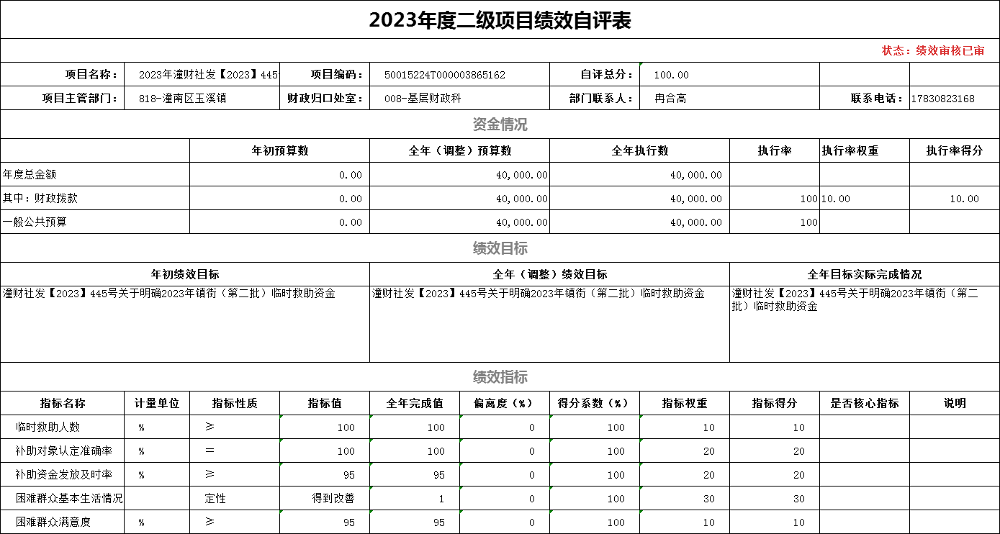 2023年度二级项目绩效自评表
状态：绩效审核已审
项目名称： 2023年潼财社发【2023】445 项目编码： 50015224T000003865162 自评总分： 100.00
项目主管部门： 818-潼南区玉溪镇 财政归口处室： 008-基层财政科 部门联系人： 冉合高 联系电话： 17830823168
资金情况
年初预算数 全年（调整）预算数 全年执行数 执行率 执行率权重 执行率得分
年度总金额 0.00 40,000.00 40,000.00
其中：财政拨款 0.00 40,000.00 40,000.00 100 10.00 10.00
一般公共预算 0.00 40,000.00 40,000.00 100
绩效目标
年初绩效目标 全年（调整）绩效目标 全年目标实际完成情况
潼财社发【2023】445号关于明确2023年镇街（第二批）临时救助资金 潼财社发【2023】445号关于明确2023年镇街（第二批）临时救助资金 潼财社发【2023】445号关于明确2023年镇街（第二
批）临时救助资金
绩效指标
指标名称 计量单位 指标性质 指标值 全年完成值 偏离度（%） 得分系数（%） 指标权重 指标得分 是否核心指标 说明
临时救助人数 % ≥ 100 100 0 100 10 10
补助对象认定准确率 % ＝ 100 100 0 100 20 20
补助资金发放及时率 % ≥ 95 95 0 100 20 20
困难群众基本生活情况 定性 得到改善 1 0 100 30 30
困难群众满意度 % ≥ 95 95 0 100 10 10